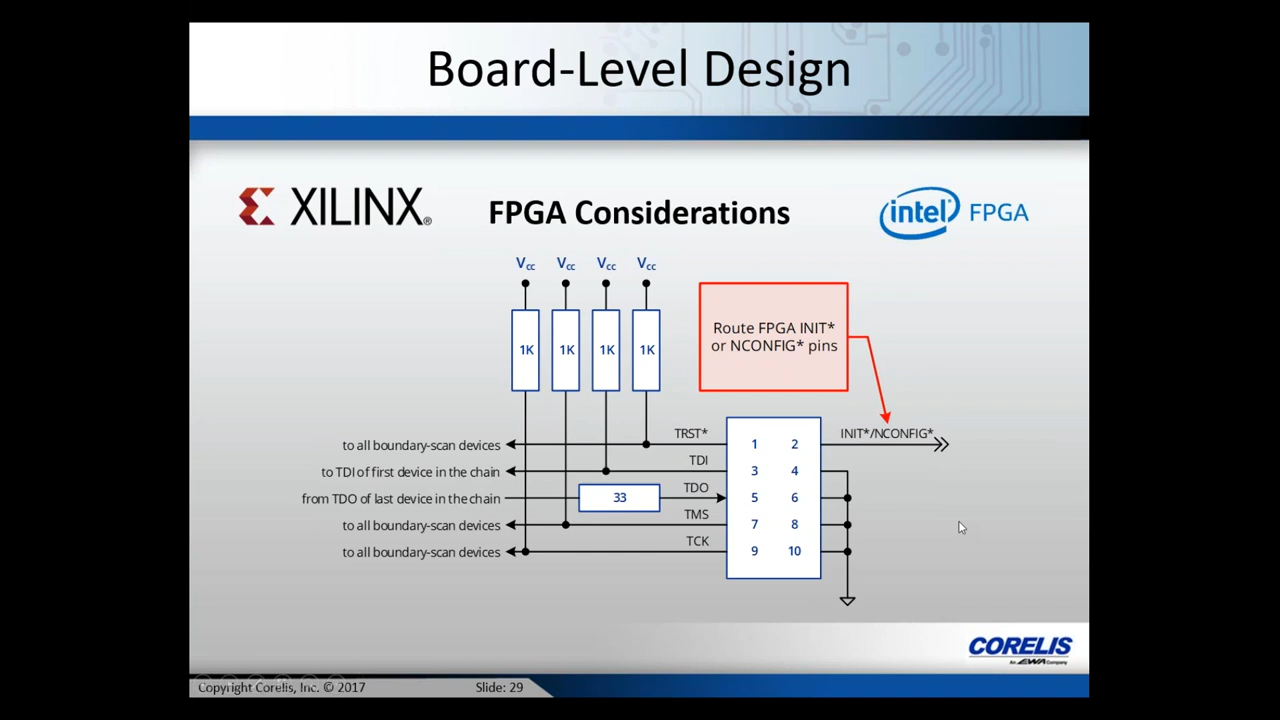 Board-Level Design
XILINX®
FPGA Considerations
intel FPGA
Vcc Vcc Vcc Vcc
1K 1K 1K 1K
Route FPGA INIT*
or NCONFIG* pins
to all boundary-scan devices TRST* 1 2 INIT*/NCONFIG*
to TDI of first device in the chain TDI 3 4
from TDO of last device in the chain 33 TDO 5 6
to all boundary-scan devices TMS 7 8
to all boundary-scan devices TCK 9 10
CORELIS
An EWA Company
Copyright Corelis, Inc. © 2017 Slide: 29